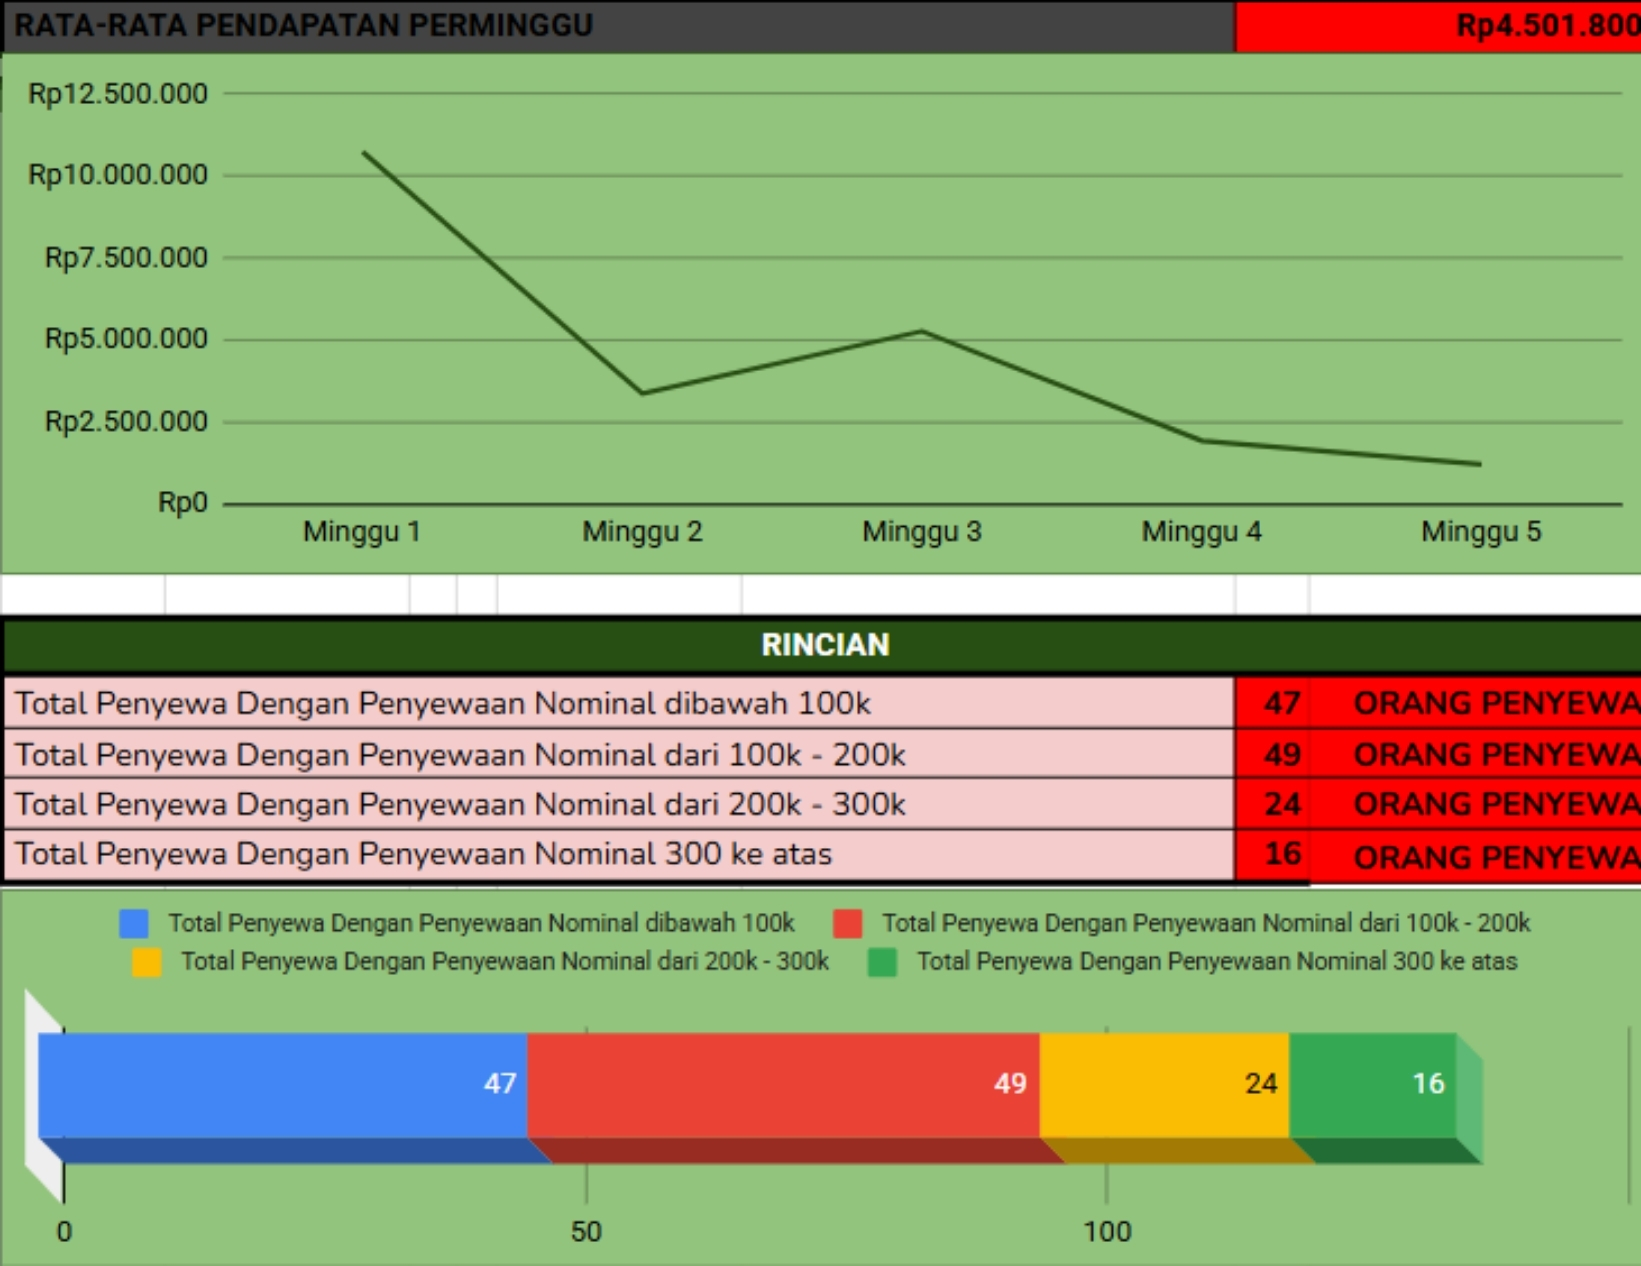 RATA-RATA PENDAPATAN PERMINGGU Rp4.501.800
Rp12.500.000
Rp10.000.000
Rp7.500.000
Rp5.000.000
Rp2.500.000
Rp0
Minggu 1 Minggu 2 Minggu 3 Minggu 4 Minggu 5
RINCIAN
Total Penyewa Dengan Penyewaan Nominal dibawah 100k 47 ORANG PENYEWA
Total Penyewa Dengan Penyewaan Nominal dari 100k - 200k 49 ORANG PENYEWA
Total Penyewa Dengan Penyewaan Nominal dari 200k - 300k 24 ORANG PENYEWA
Total Penyewa Dengan Penyewaan Nominal 300 ke atas 16 ORANG PENYEWA
Total Penyewa Dengan Penyewaan Nominal dibawah 100k Total Penyewa Dengan Penyewaan Nominal dari 100k - 200k
Total Penyewa Dengan Penyewaan Nominal dari 200k - 300k Total Penyewa Dengan Penyewaan Nominal 300 ke atas
47 49 24 16
0 50 100